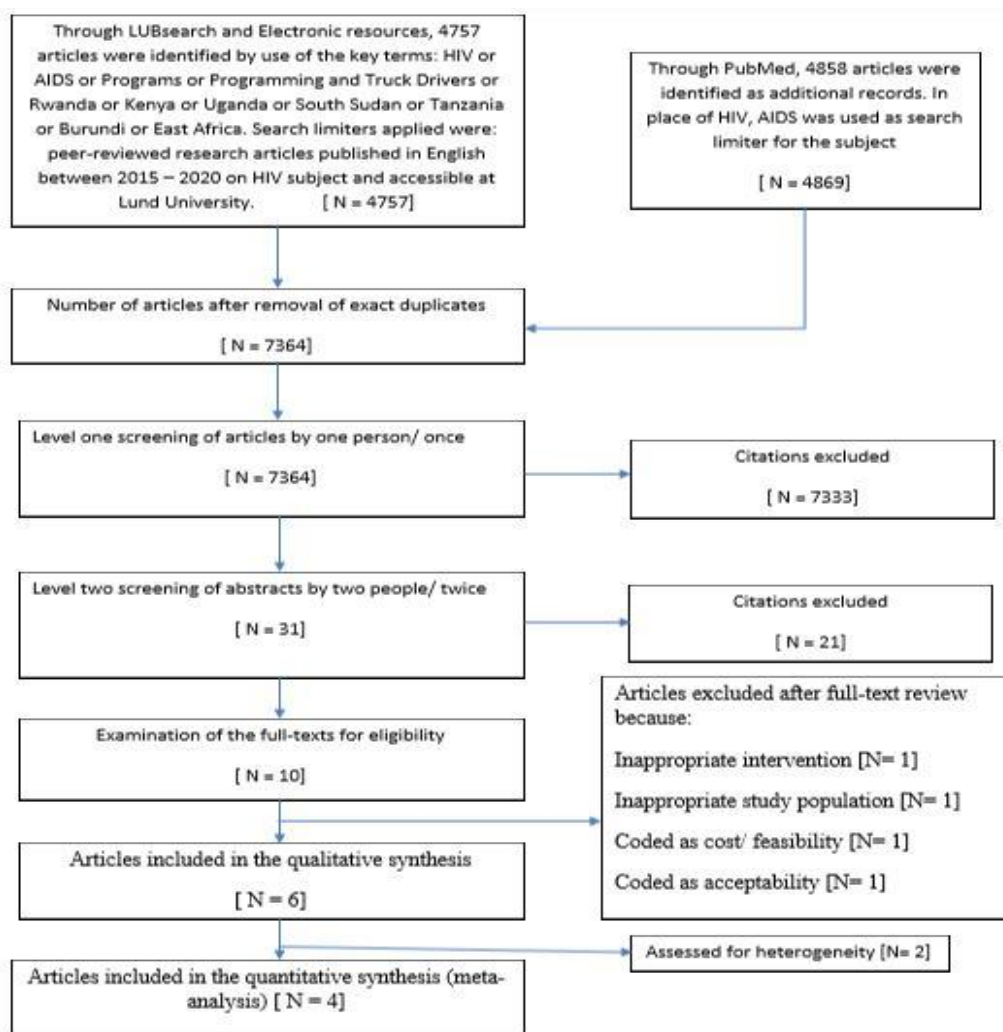 Through LUBsearch and Electronic resources, 4757
articles were identified by use of the key terms: HIV or
AIDS or Programs or Programming and Truck Drivers or
Rwanda or Kenya or Uganda or South Sudan or Tanzania
or Burundi or East Africa. Search limiters applied were:
peer-reviewed research articles published in English
between 2015 – 2020 on HIV subject and accessible at
Lund University. [ N = 4757]
Through PubMed, 4858 articles were
identified as additional records. In
place of HIV, AIDS was used as search
limiter for the subject
[ N = 4869]
Number of articles after removal of exact duplicates
[ N = 7364]
Level one screening of articles by one person/ once
[ N = 7364]
Citations excluded
[ N = 7333]
Level two screening of abstracts by two people/ twice
[ N = 31]
Citations excluded
[ N = 21]
Examination of the full-texts for eligibility
[ N = 10]
Articles excluded after full-text review
because:
Inappropriate intervention [N= 1]
Inappropriate study population [N= 1]
Coded as cost/ feasibility [N= 1]
Coded as acceptability [N= 1]
Articles included in the qualitative synthesis
[ N = 6]
Assessed for heterogeneity [N= 2]
Articles included in the quantitative synthesis (meta-
analysis) [ N = 4]